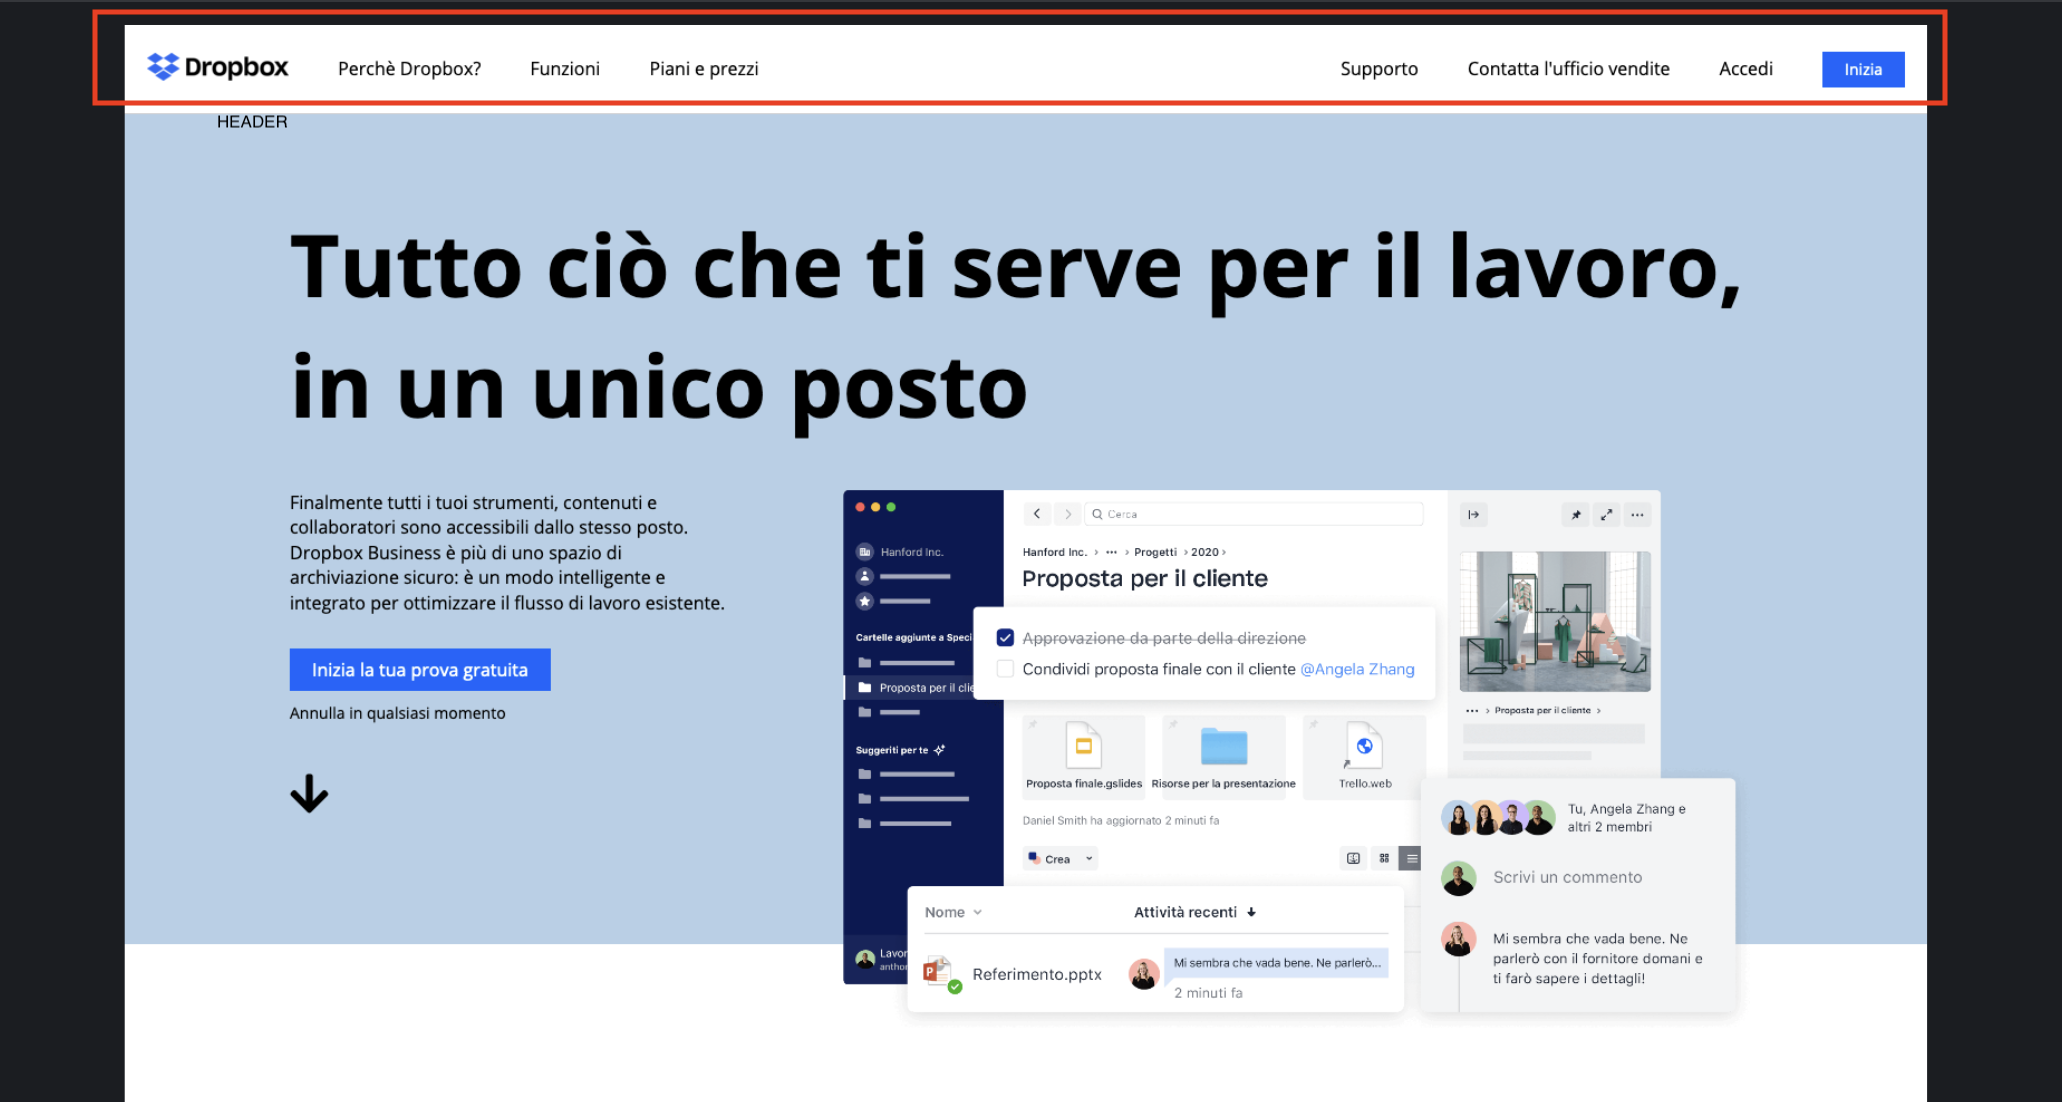 Dropbox
Perchè Dropbox?
Funzioni
Piani e prezzi
Supporto
Contatta l'ufficio vendite
Accedi
Inizia
HEADER
Tutto ciò che ti serve per il lavoro,
in un unico posto
Finalmente tutti i tuoi strumenti, contenuti e
collaboratori sono accessibili dallo stesso posto.
Dropbox Business è più di uno spazio di
archiviazione sicuro: è un modo intelligente e
integrato per ottimizzare il flusso di lavoro esistente.
Inizia la tua prova gratuita
Annulla in qualsiasi momento
Hanford Inc.
Cartelle aggiunte a Speci
Proposta per il clie
Suggeriti per te
Lavor
anthor
Cerca
Hanford Inc. › ••• › Progetti › 2020 ›
Proposta per il cliente
Approvazione da parte della direzione
Condividi proposta finale con il cliente @Angela Zhang
Proposta finale.gslides
Risorse per la presentazione
Trello.web
Daniel Smith ha aggiornato 2 minuti fa
Crea
Nome
Attività recenti
P
Referimento.pptx
Mi sembra che vada bene. Ne parlerò...
2 minuti fa
••• › Proposta per il cliente ›
Tu, Angela Zhang e
altri 2 membri
Scrivi un commento
Mi sembra che vada bene. Ne
parlerò con il fornitore domani e
ti farò sapere i dettagli!